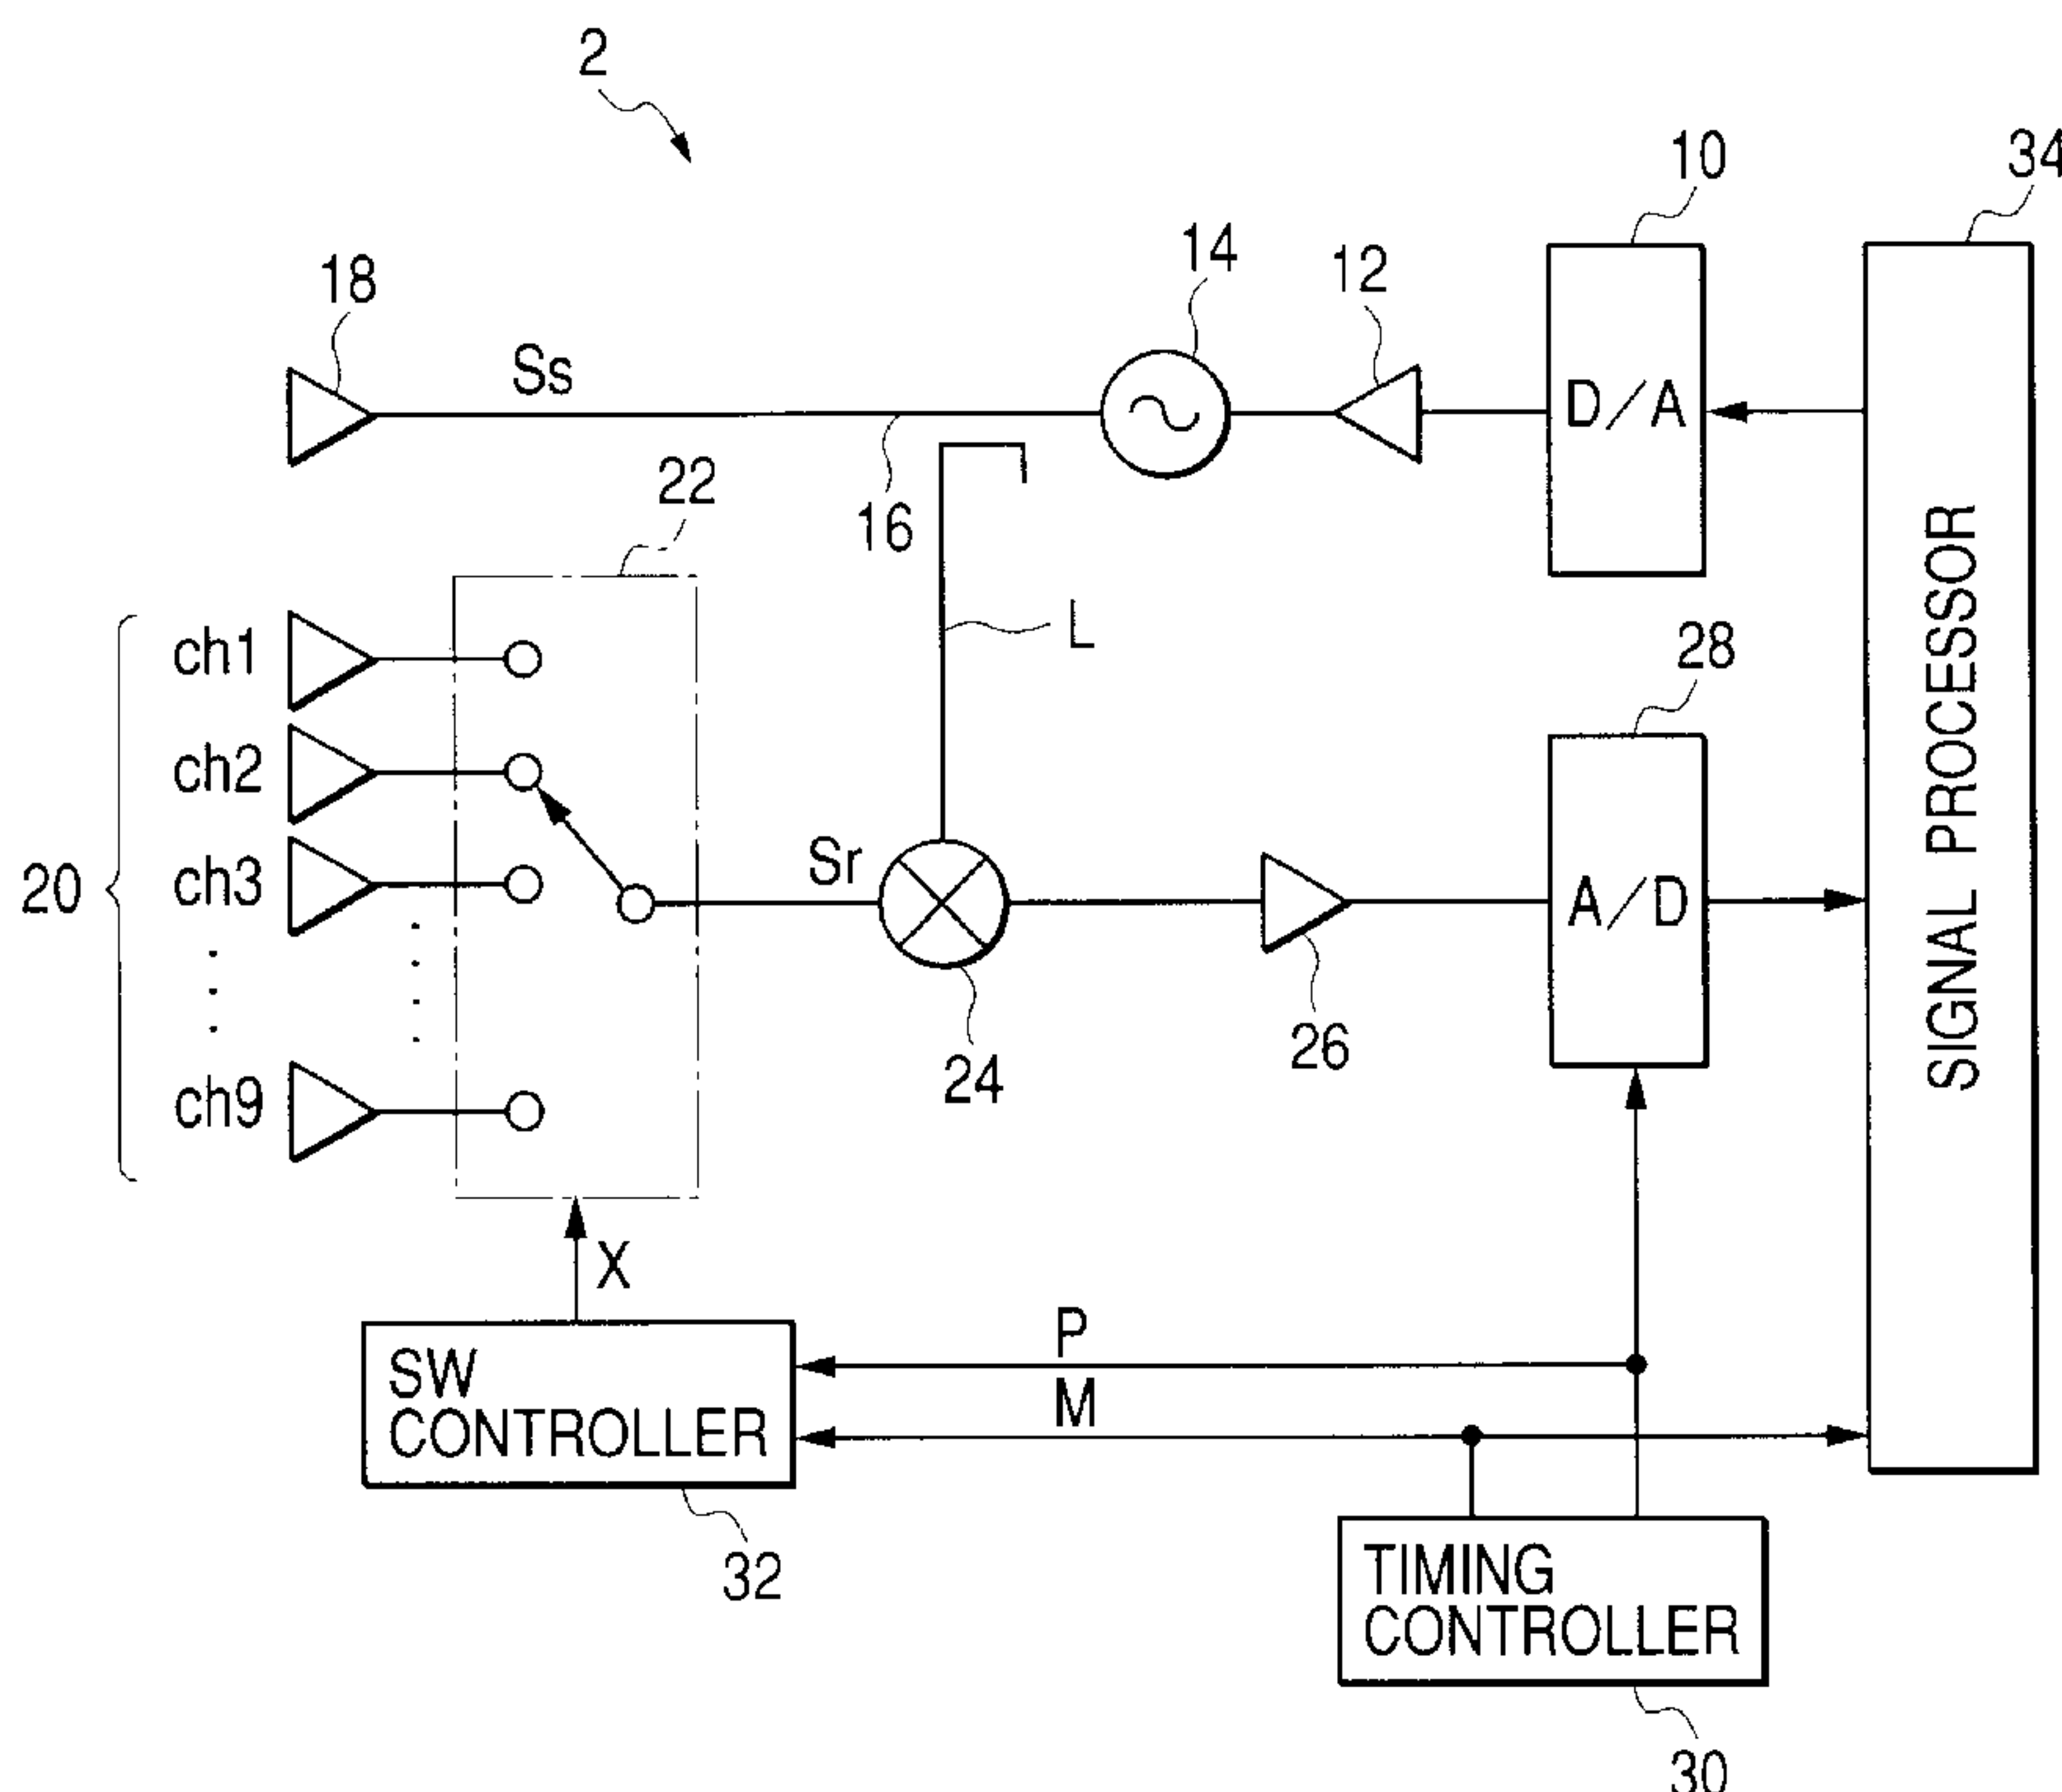 2
10
34
14
12
18
Ss
D/A
22
16
L
28
ch1
ch2
20
ch3
Sr
A/D
SIGNAL PROCESSOR
26
24
ch9
X
P
SW
CONTROLLER
M
32
TIMING
CONTROLLER
30